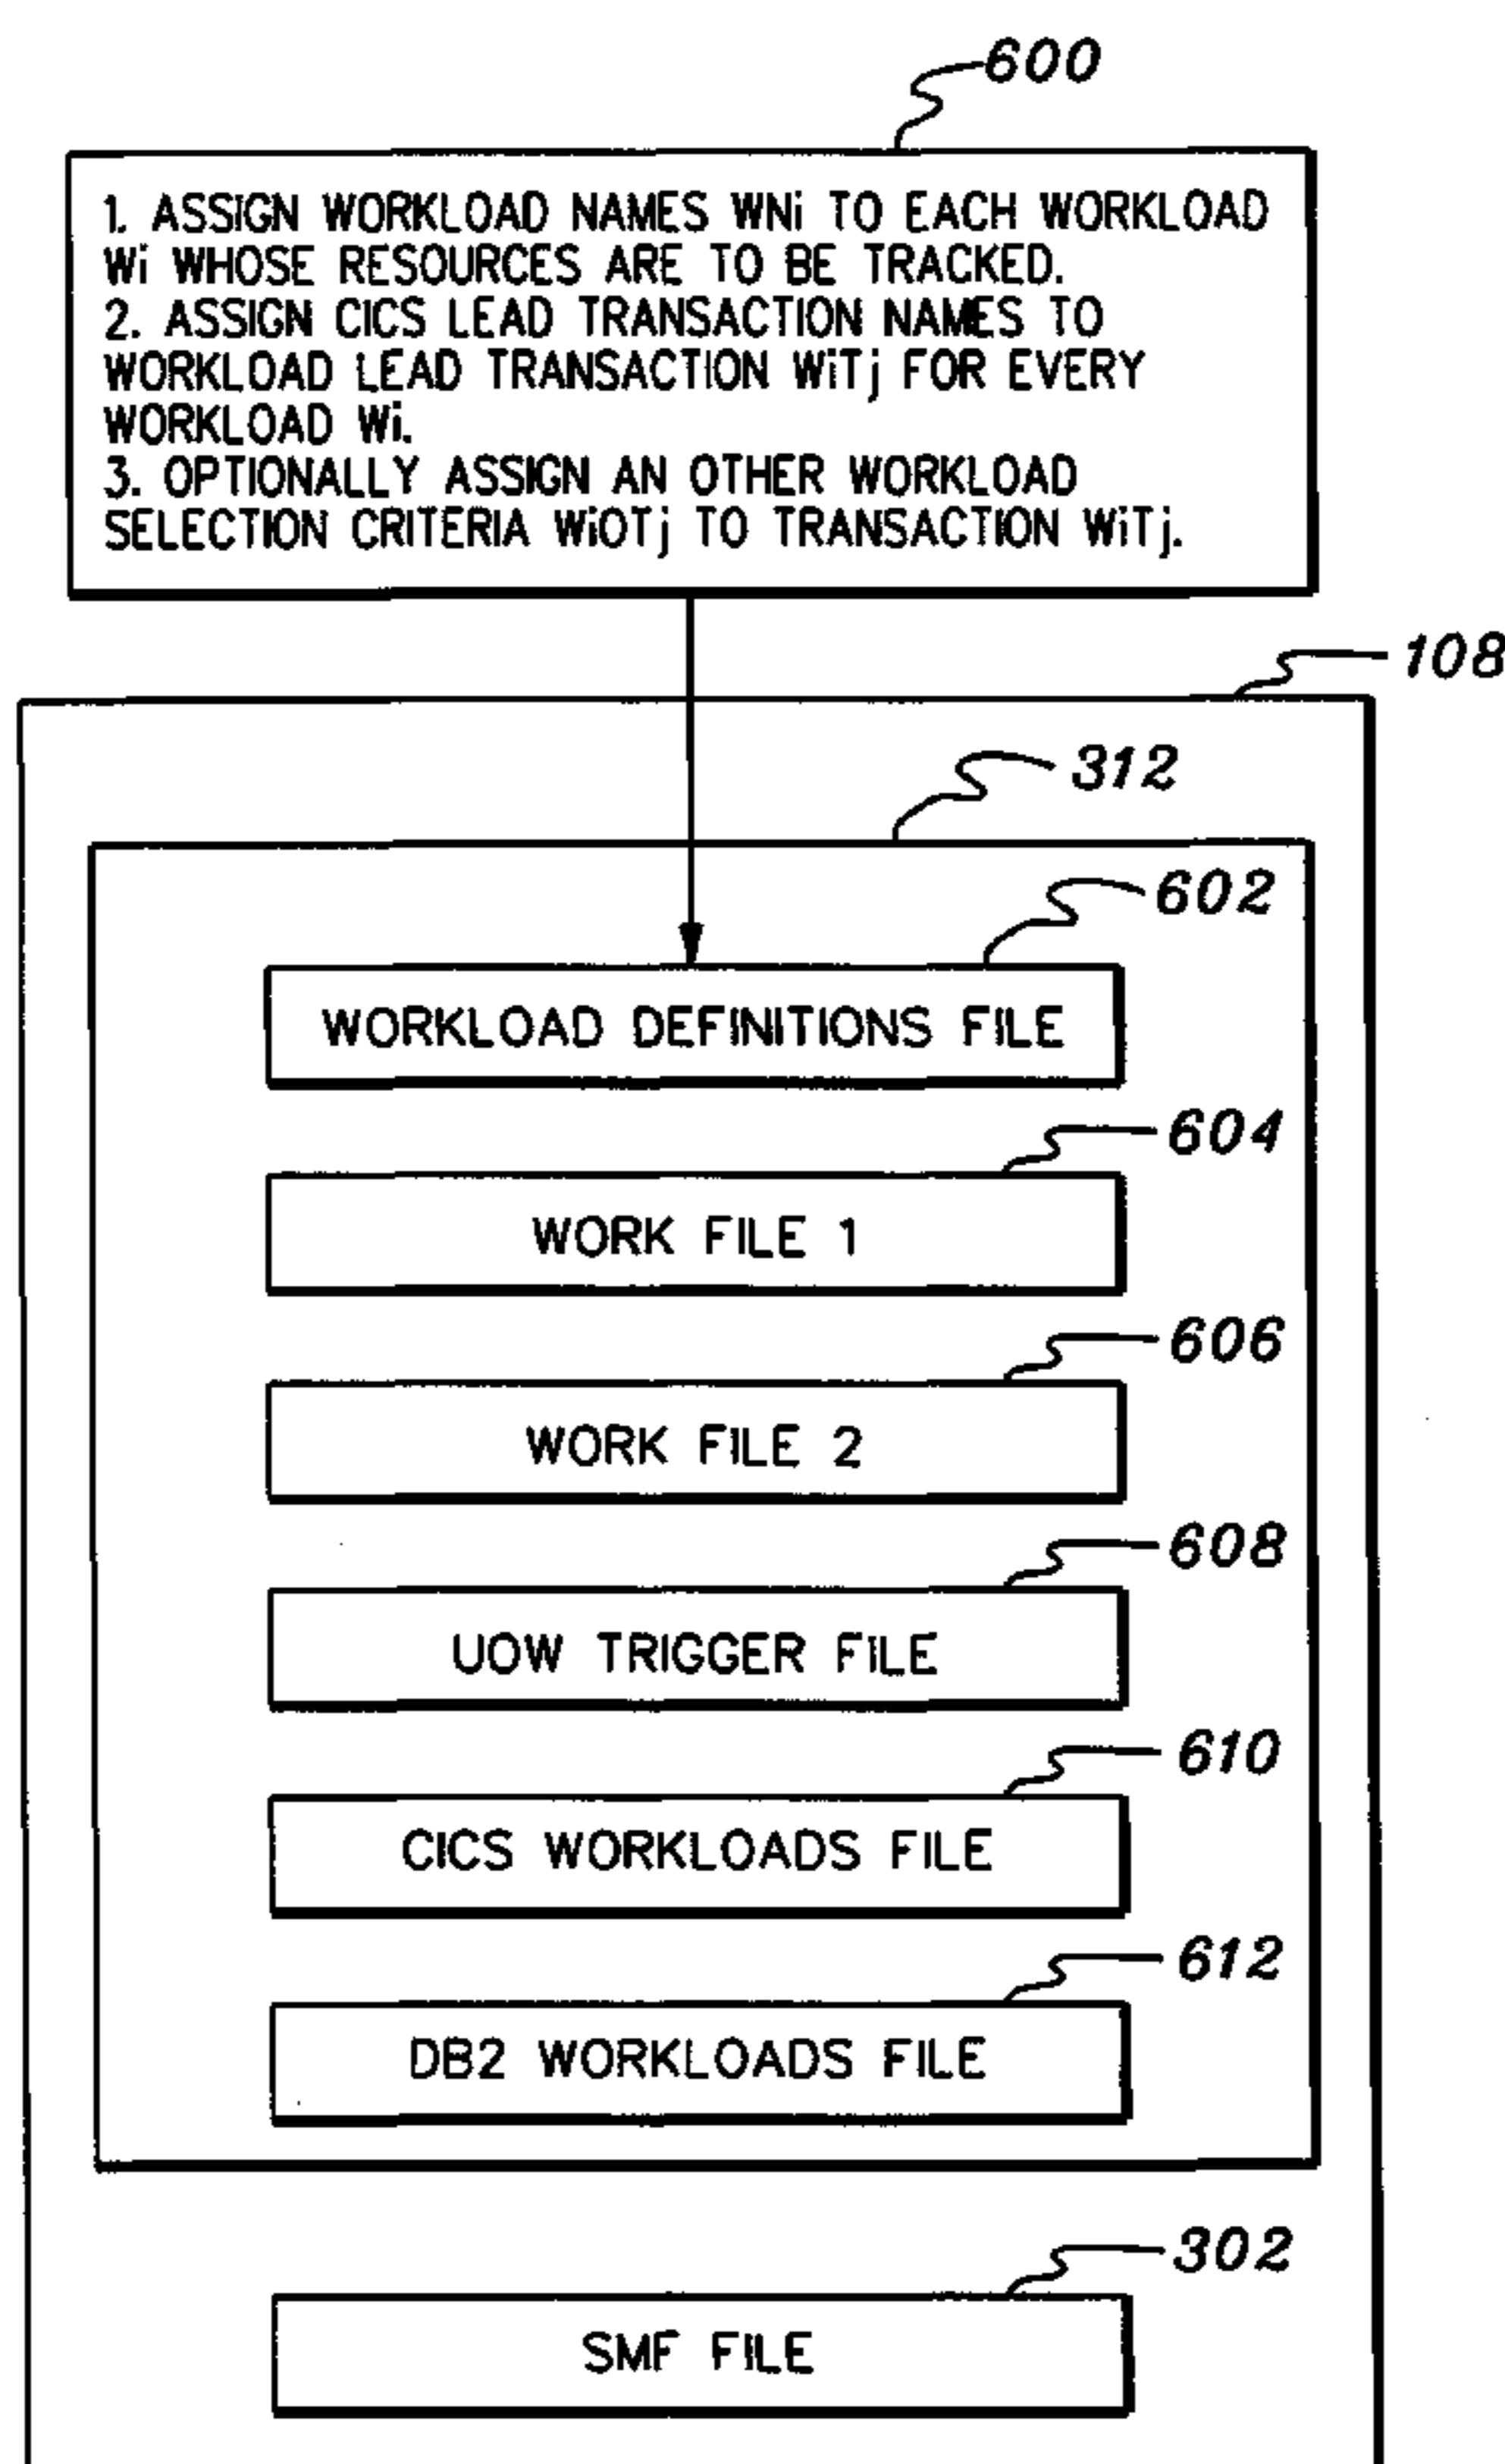 600
1. ASSIGN WORKLOAD NAMES WNi TO EACH WORKLOAD
Wi WHOSE RESOURCES ARE TO BE TRACKED.
2. ASSIGN CICS LEAD TRANSACTION NAMES TO
WORKLOAD LEAD TRANSACTION WiTj FOR EVERY
WORKLOAD Wi.
3. OPTIONALLY ASSIGN AN OTHER WORKLOAD
SELECTION CRITERIA WiOTj TO TRANSACTION WiTj.
108
312
602
WORKLOAD DEFINITIONS FILE
604
WORK FILE 1
606
WORK FILE 2
608
UOW TRIGGER FILE
610
CICS WORKLOADS FILE
612
DB2 WORKLOADS FILE
302
SMF FILE